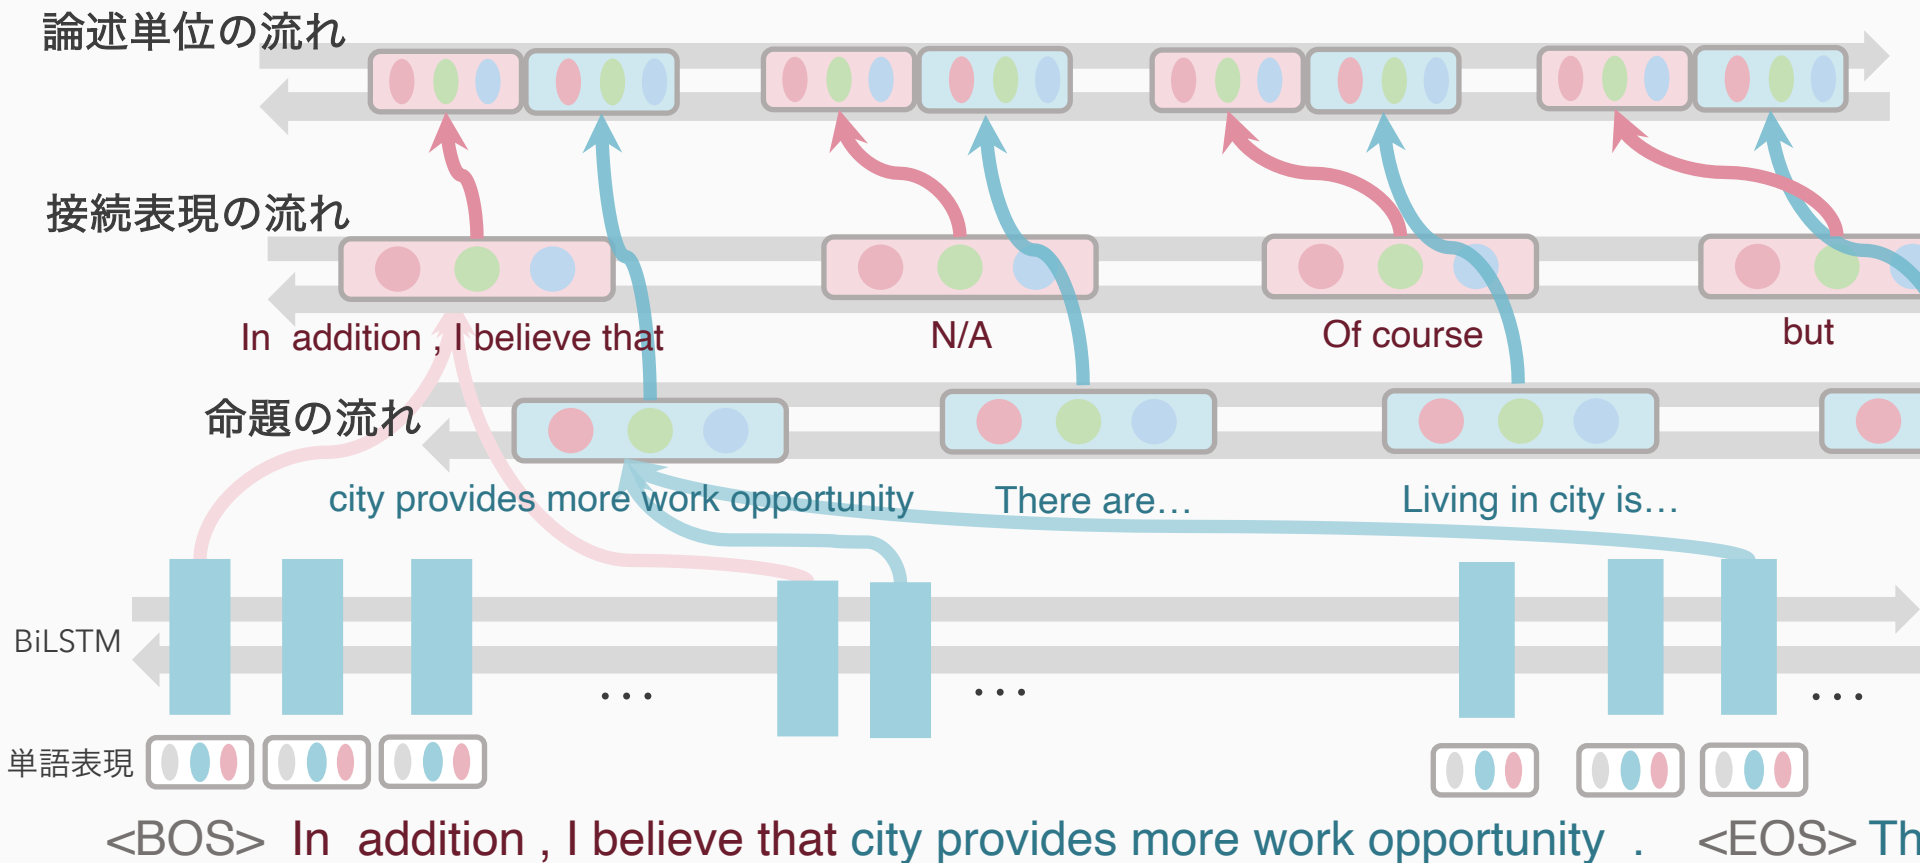 論述単位の流れ
接続表現の流れ
In addition , I believe that
N/A
Of course
but
命題の流れ
city provides more work opportunity
There are…
Living in city is…
BiLSTM
…
…
…
単語表現
<BOS> In addition , I believe that city provides more work opportunity . <EOS> Th